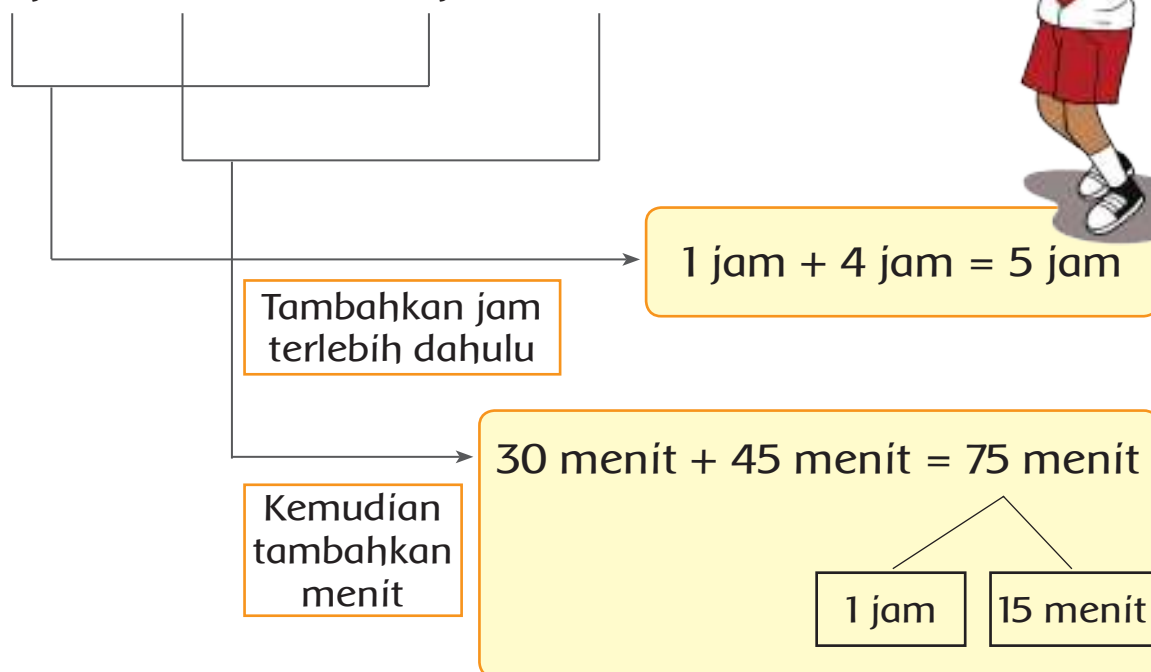 1 jam + 4 jam = 5 jam
Tambahkan jam
terlebih dahulu
30 menit + 45 menit = 75 menit
Kemudian
tambahkan
menit
1 jam
15 menit